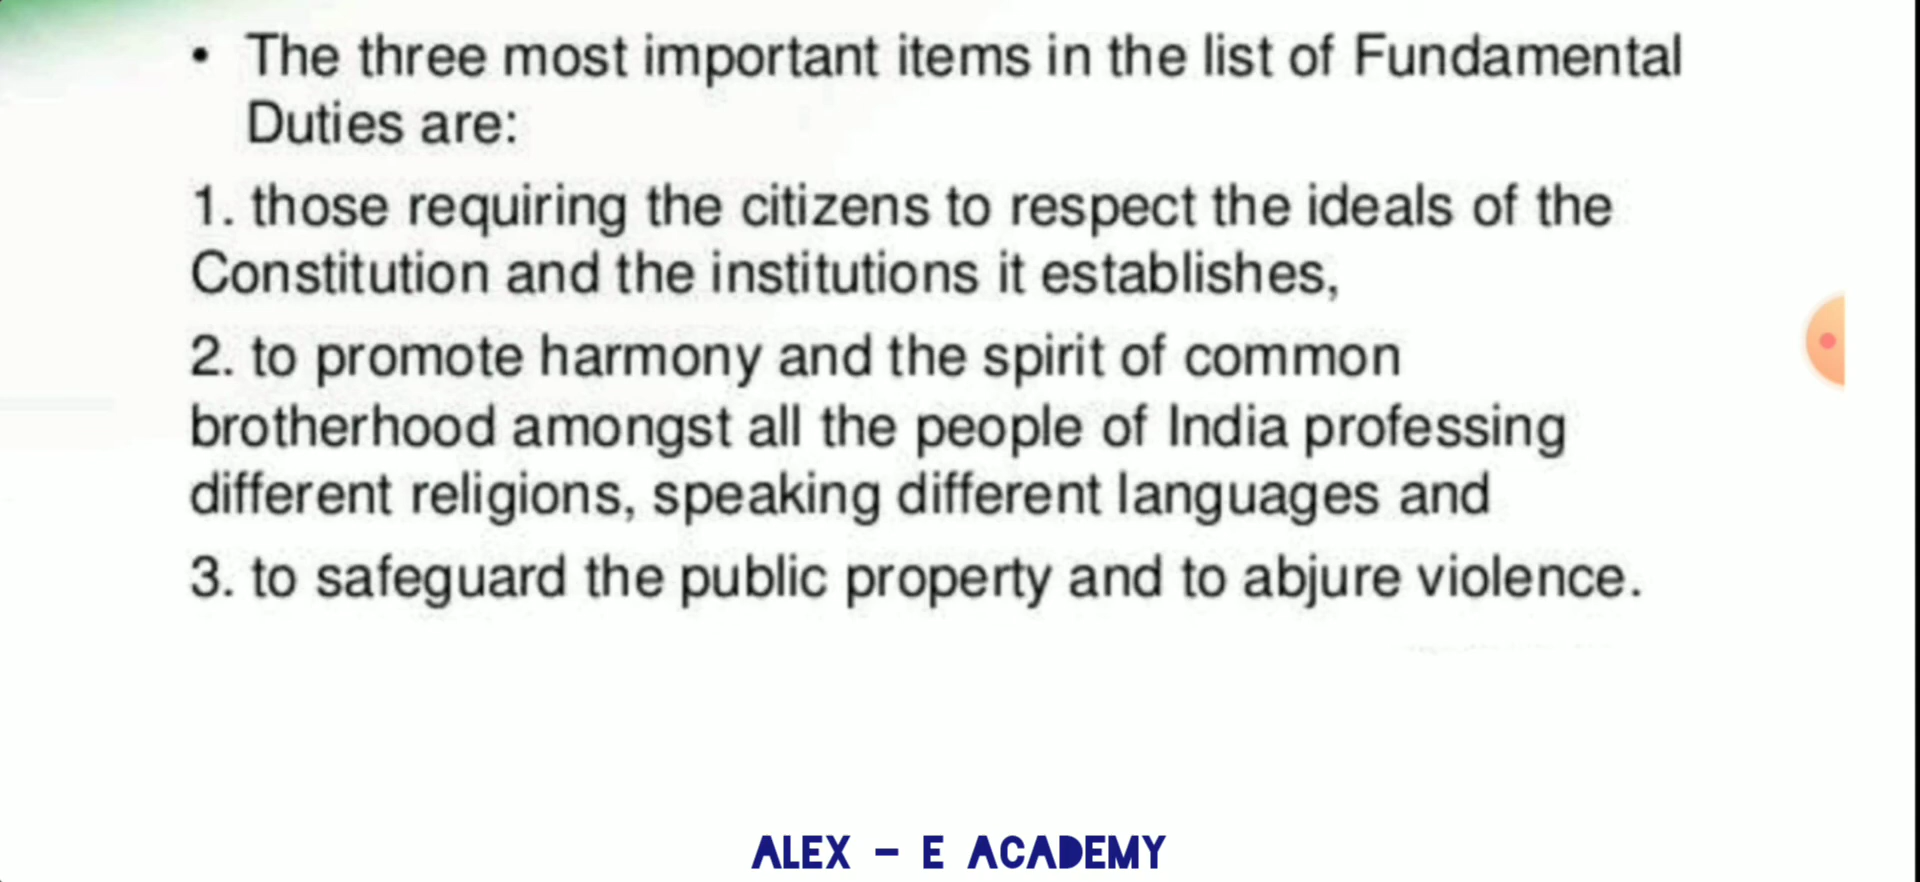 • The three most important items in the list of Fundamental
Duties are:
1. those requiring the citizens to respect the ideals of the
Constitution and the institutions it establishes,
2. to promote harmony and the spirit of common
brotherhood amongst all the people of India professing
different religions, speaking different languages and
3. to safeguard the public property and to abjure violence.
ALEX - E ACADEMY